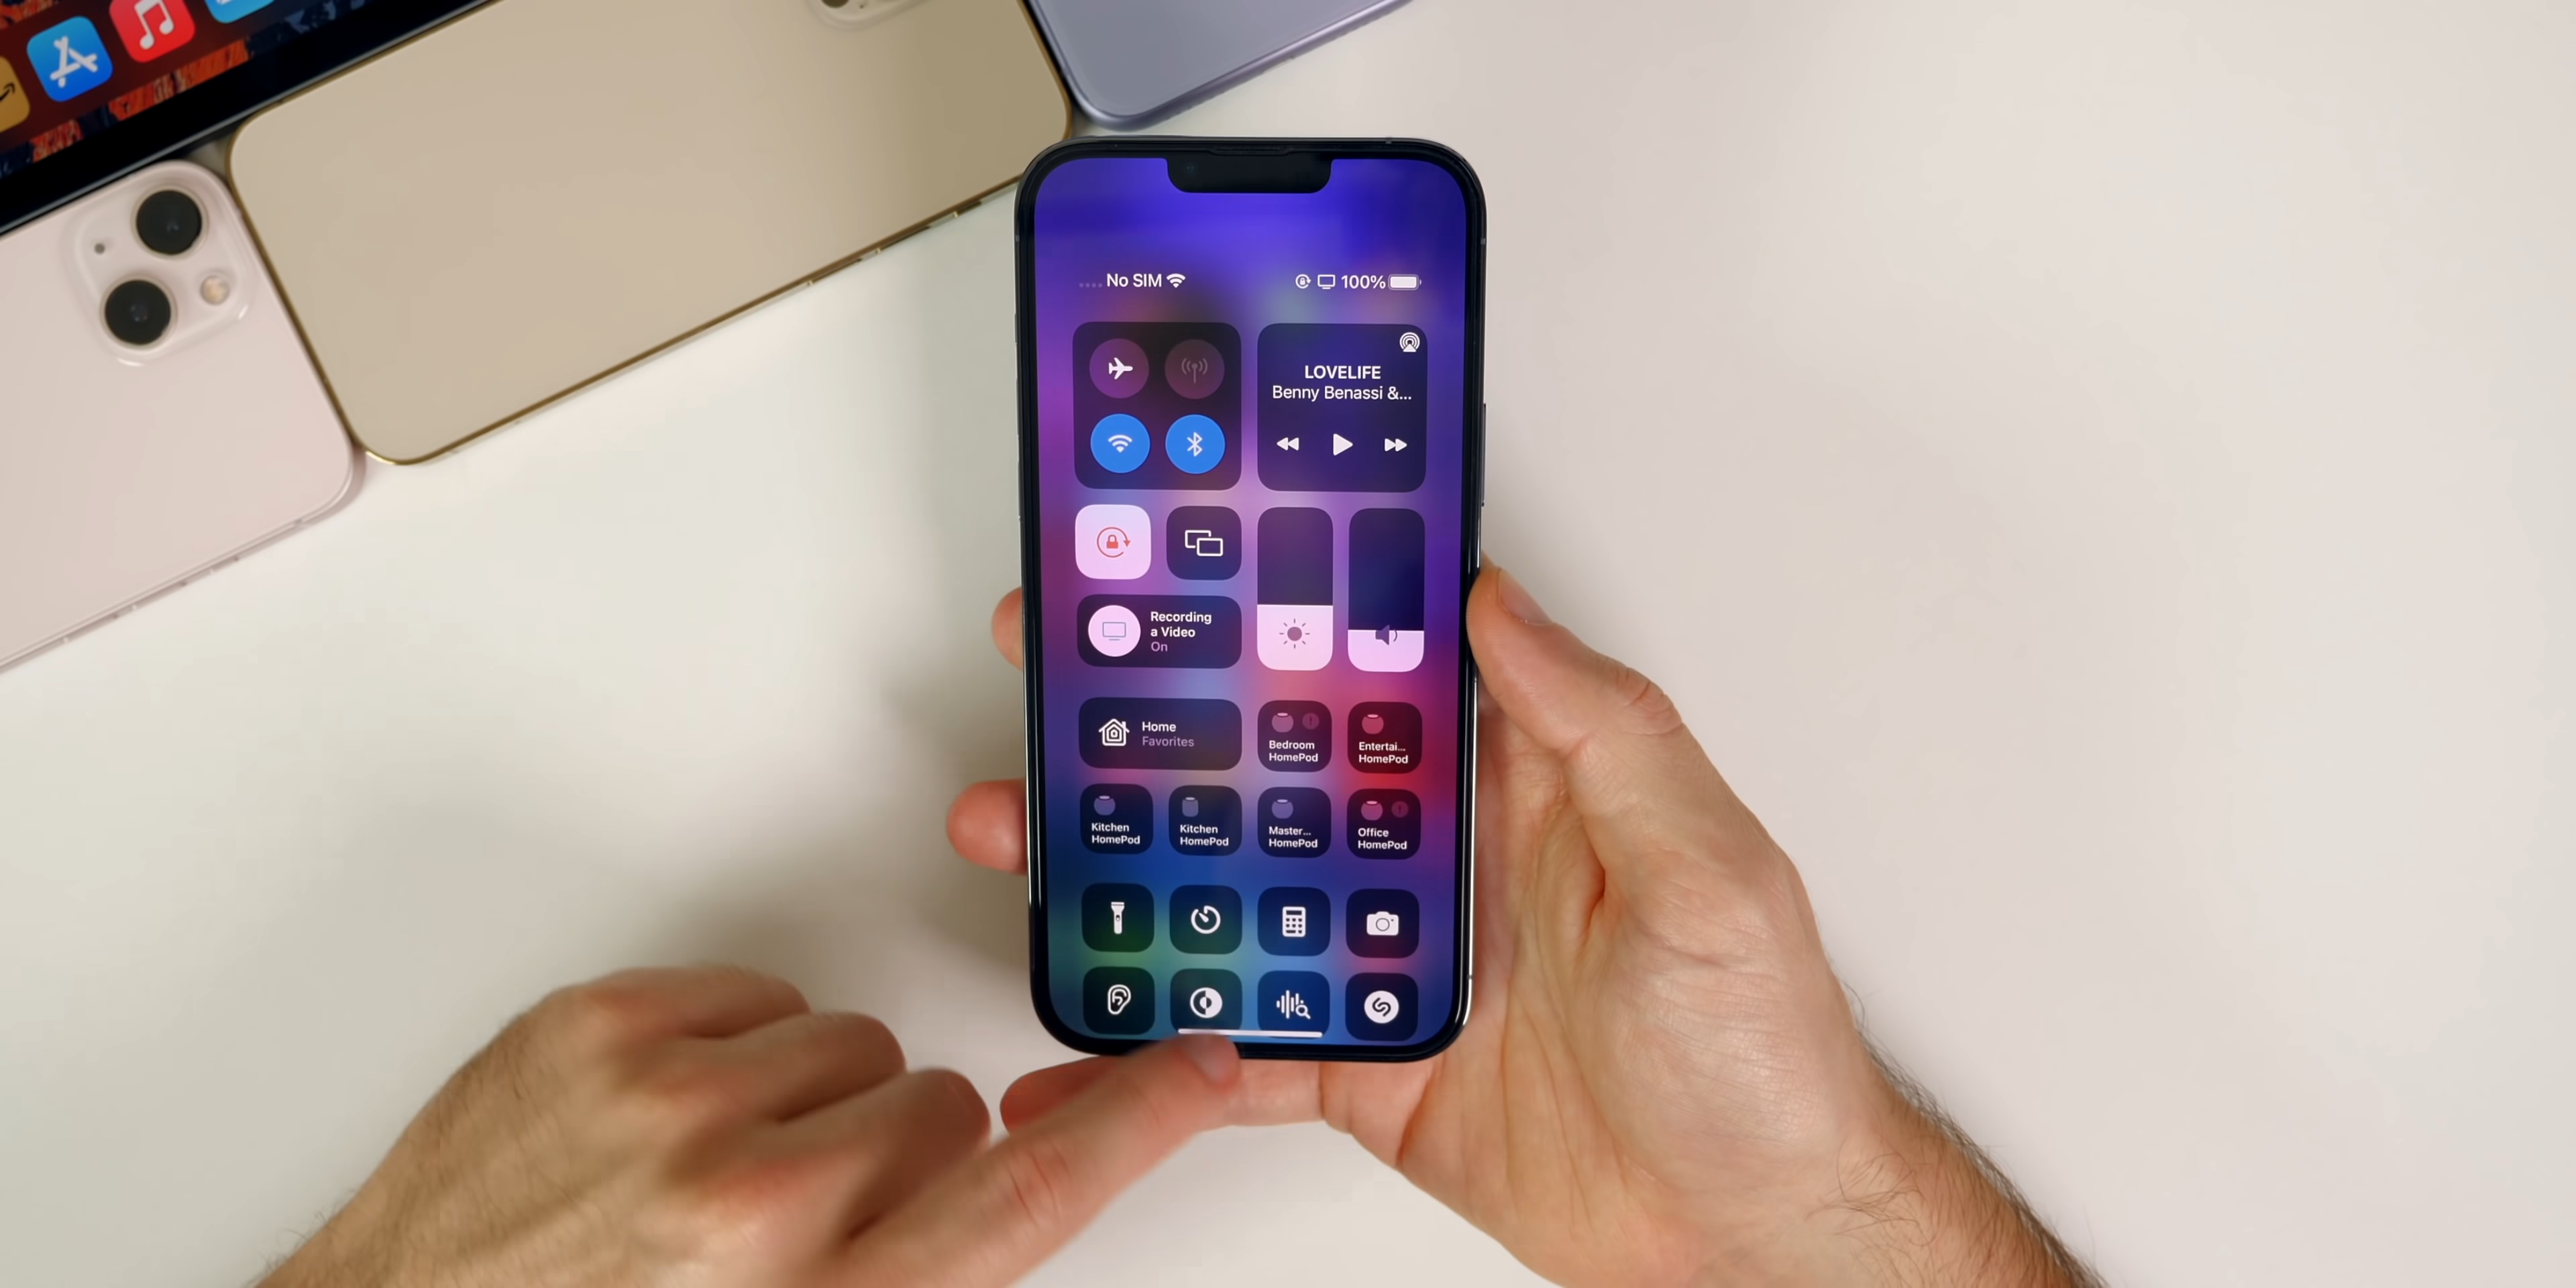 No SIM
100%
LOVELIFE
Benny Benassi &...
Recording
a Video
On
Home
Favorites
Bedroom
HomePod
Entertai...
HomePod
Kitchen
HomePod
Kitchen
HomePod
Master...
HomePod
Office
HomePod